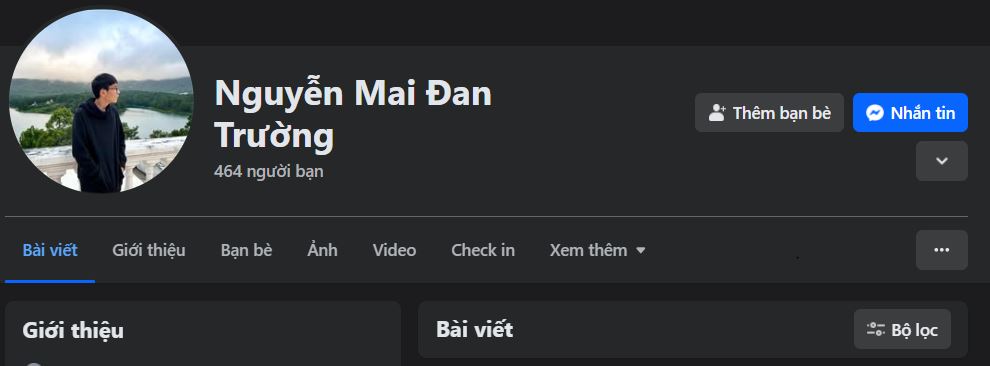 Nguyễn Mai Đan
Trường
464 người bạn
Thêm bạn bè
Nhắn tin
Bài viết
Giới thiệu
Bạn bè
Ảnh
Video
Check in
Xem thêm
Giới thiệu
Bài viết
Bộ lọc